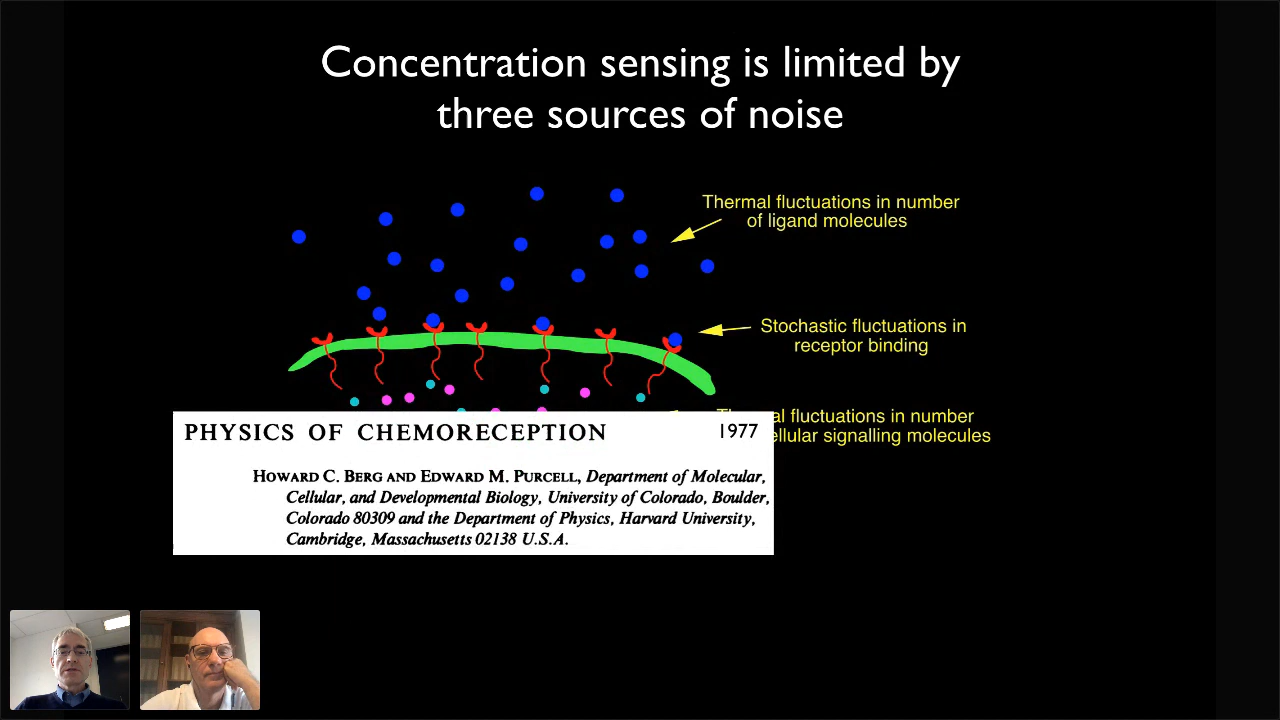 Concentration sensing is limited by
three sources of noise
Thermal fluctuations in number
of ligand molecules
Stochastic fluctuations in
receptor binding
al fluctuations in number
ellular signalling molecules
PHYSICS OF CHEMORECEPTION 1977
HOWARD C. BERG AND EDWARD M. PURCELL, Department of Molecular,
Cellular, and Developmental Biology, University of Colorado, Boulder,
Colorado 80309 and the Department of Physics, Harvard University,
Cambridge, Massachusetts 02138 U.S.A.